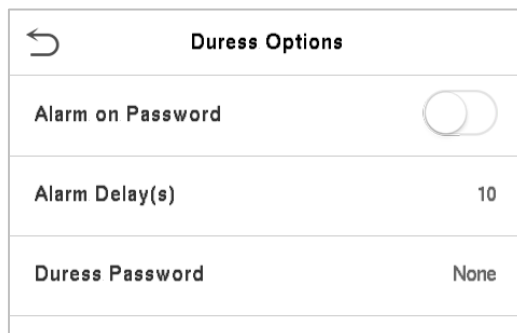 Duress Options
Alarm on Password
Alarm Delay(s) 10
Duress Password None